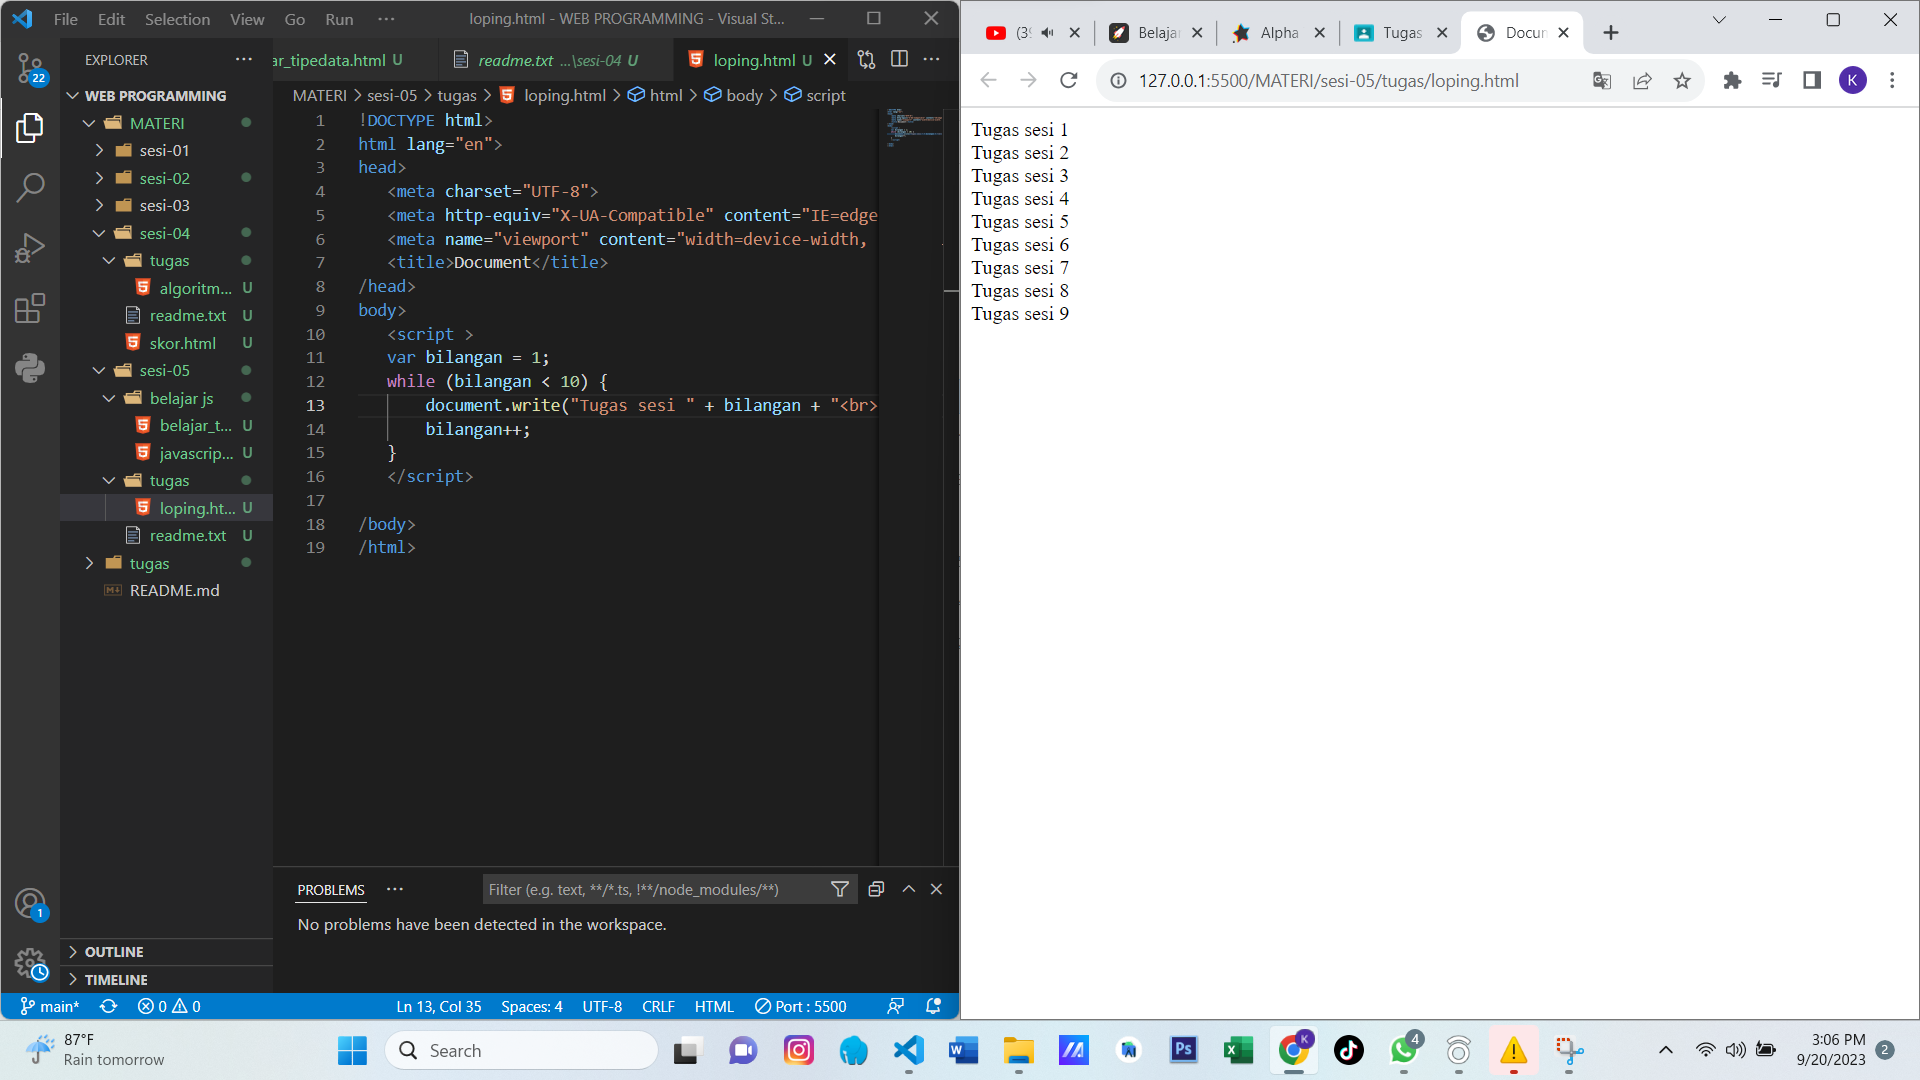 File Edit Selection View Go Run ··· loping.html - WEB PROGRAMMING - Visual St...
EXPLORER ···
22
WEB PROGRAMMING
MATERI
sesi-01
sesi-02
sesi-03
sesi-04
tugas
algoritm... U
readme.txt U
skor.html U
sesi-05
belajar js
belajar_t... U
javascrip... U
tugas
loping.ht... U
readme.txt U
tugas
README.md
1
OUTLINE
TIMELINE
ar_tipedata.html U readme.txt ...\sesi-04 U loping.html U
MATERI > sesi-05 > tugas > loping.html > html > body > script
1 !DOCTYPE html>
2 html lang="en">
3 head>
4 <meta charset="UTF-8">
5 <meta http-equiv="X-UA-Compatible" content="IE=edge
6 <meta name="viewport" content="width=device-width,
7 <title>Document</title>
8 /head>
9 body>
10 <script >
11 var bilangan = 1;
12 while (bilangan < 10) {
13 document.write("Tugas sesi " + bilangan + "<br>
14 bilangan++;
15 }
16 </script>
17
18 /body>
19 /html>
PROBLEMS ··· Filter (e.g. text, **/*.ts, !**/node_modules/**)
No problems have been detected in the workspace.
main* 0 0 Ln 13, Col 35 Spaces: 4 UTF-8 CRLF HTML Port : 5500
Belajar Alpha Tugas Docun
127.0.0.1:5500/MATERI/sesi-05/tugas/loping.html K
Tugas sesi 1
Tugas sesi 2
Tugas sesi 3
Tugas sesi 4
Tugas sesi 5
Tugas sesi 6
Tugas sesi 7
Tugas sesi 8
Tugas sesi 9
87°F
Rain tomorrow
Search
Ps
K
4
3:06 PM
9/20/2023
2